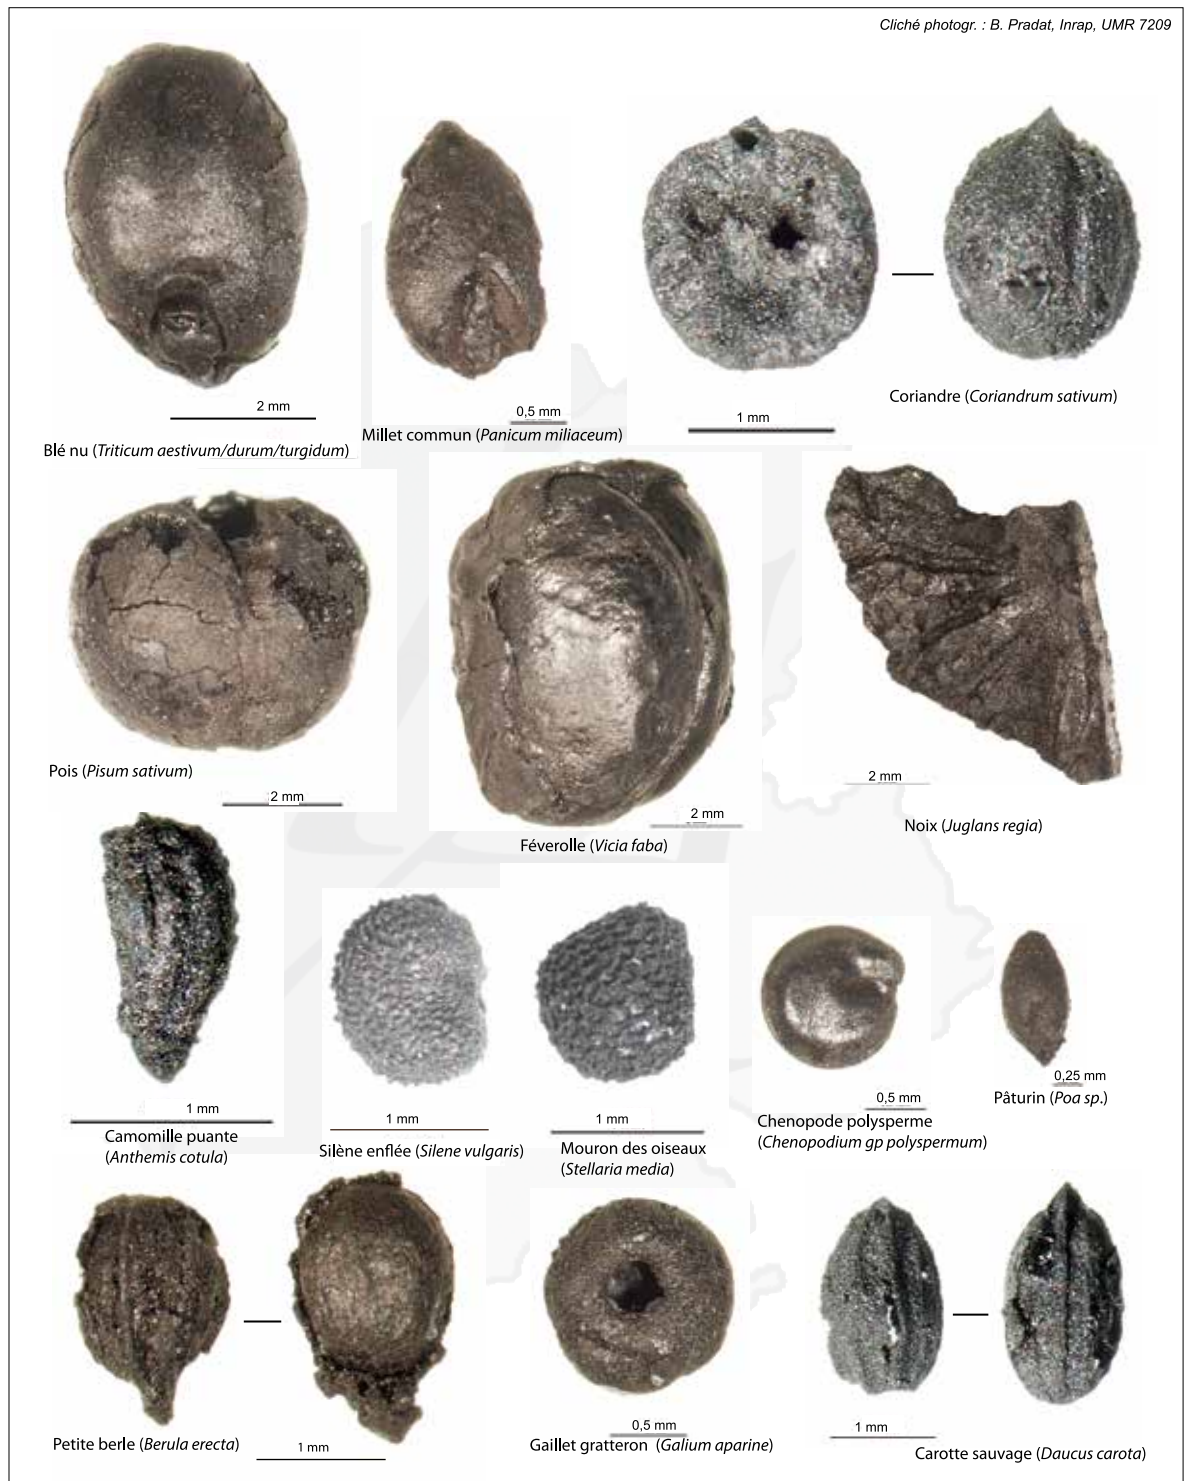 Cliché photogr. : B. Pradat, Inrap, UMR 7209
2 mm
Blé nu (Triticum aestivum/durum/turgidum)
0,5 mm
Millet commun (Panicum miliaceum)
1 mm
Coriandre (Coriandrum sativum)
Pois (Pisum sativum)
2 mm
2 mm
Féverolle (Vicia faba)
2 mm
Noix (Juglans regia)
1 mm
Camomille puante
(Anthemis cotula)
1 mm
Silène enflée (Silene vulgaris)
1 mm
Mouron des oiseaux
(Stellaria media)
0,5 mm
Chenopode polysperme
(Chenopodium gp polyspermum)
0,25 mm
Pâturin (Poa sp.)
Petite berle (Berula erecta)
1 mm
0,5 mm
Gaillet gratteron (Galium aparine)
1 mm
Carotte sauvage (Daucus carota)